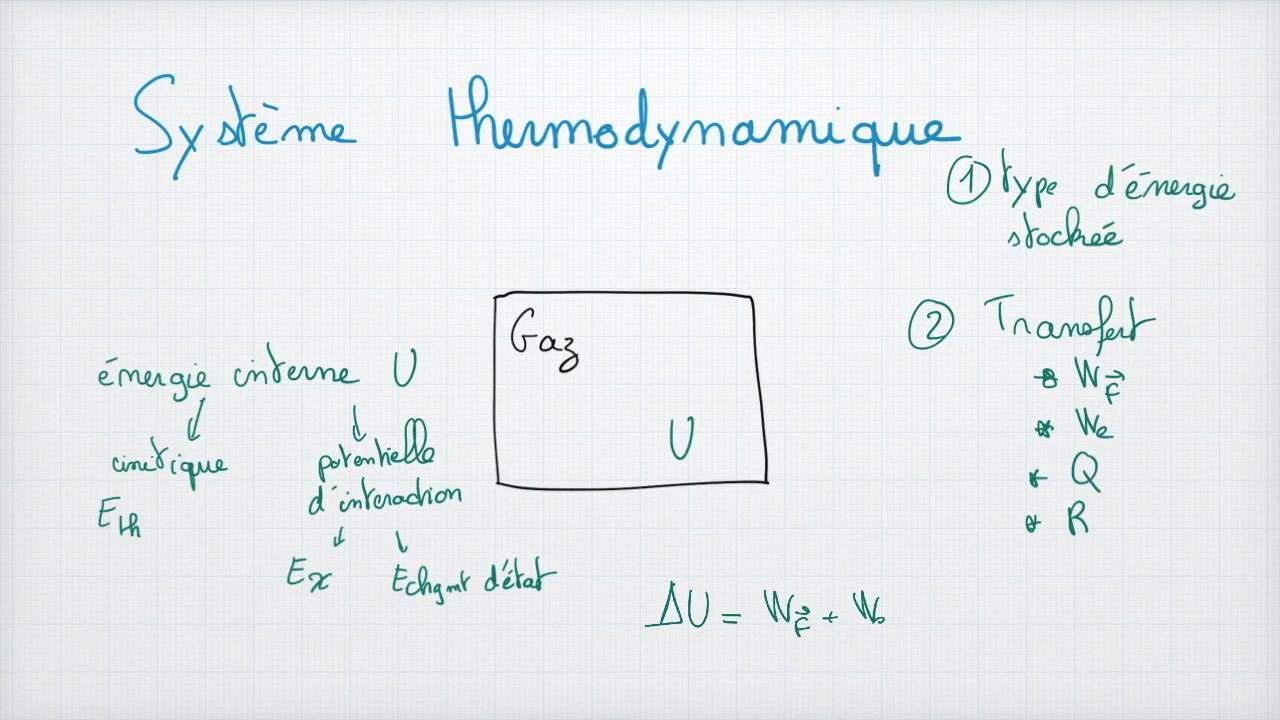 Système thermodynamique
① type d'énergie
stockée
② Transfert
* W_F⃗
* We
* Q
* R
Gaz
U
énergie interne U
cinétique
Eth
potentielle
d'interaction
Ex
Echgmt d'état
ΔU = W_F⃗ + W